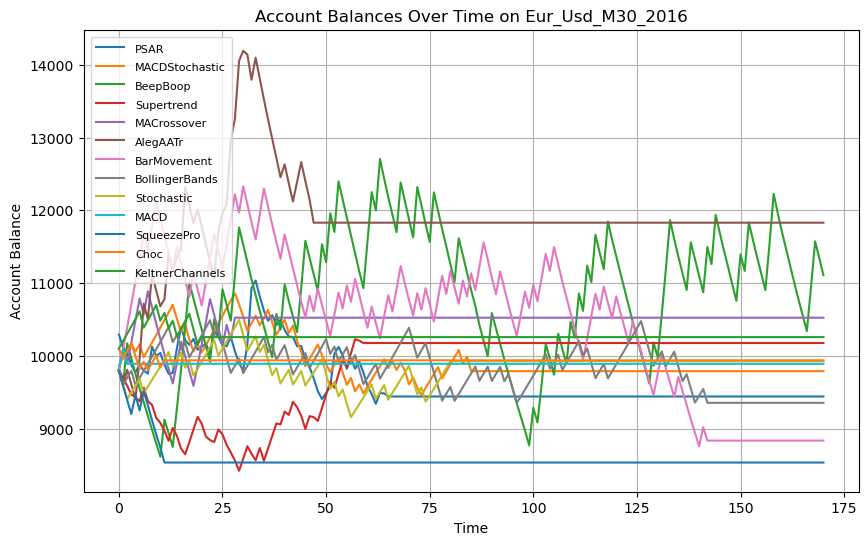 Account Balances Over Time on Eur_Usd_M30_2016
PSAR
MACDStochastic
BeepBoop
Supertrend
MACrossover
AlegAATr
BarMovement
BollingerBands
Stochastic
MACD
SqueezePro
Choc
KeltnerChannels
Account Balance
14000
13000
12000
11000
10000
9000
0 25 50 75 100 125 150 175
Time